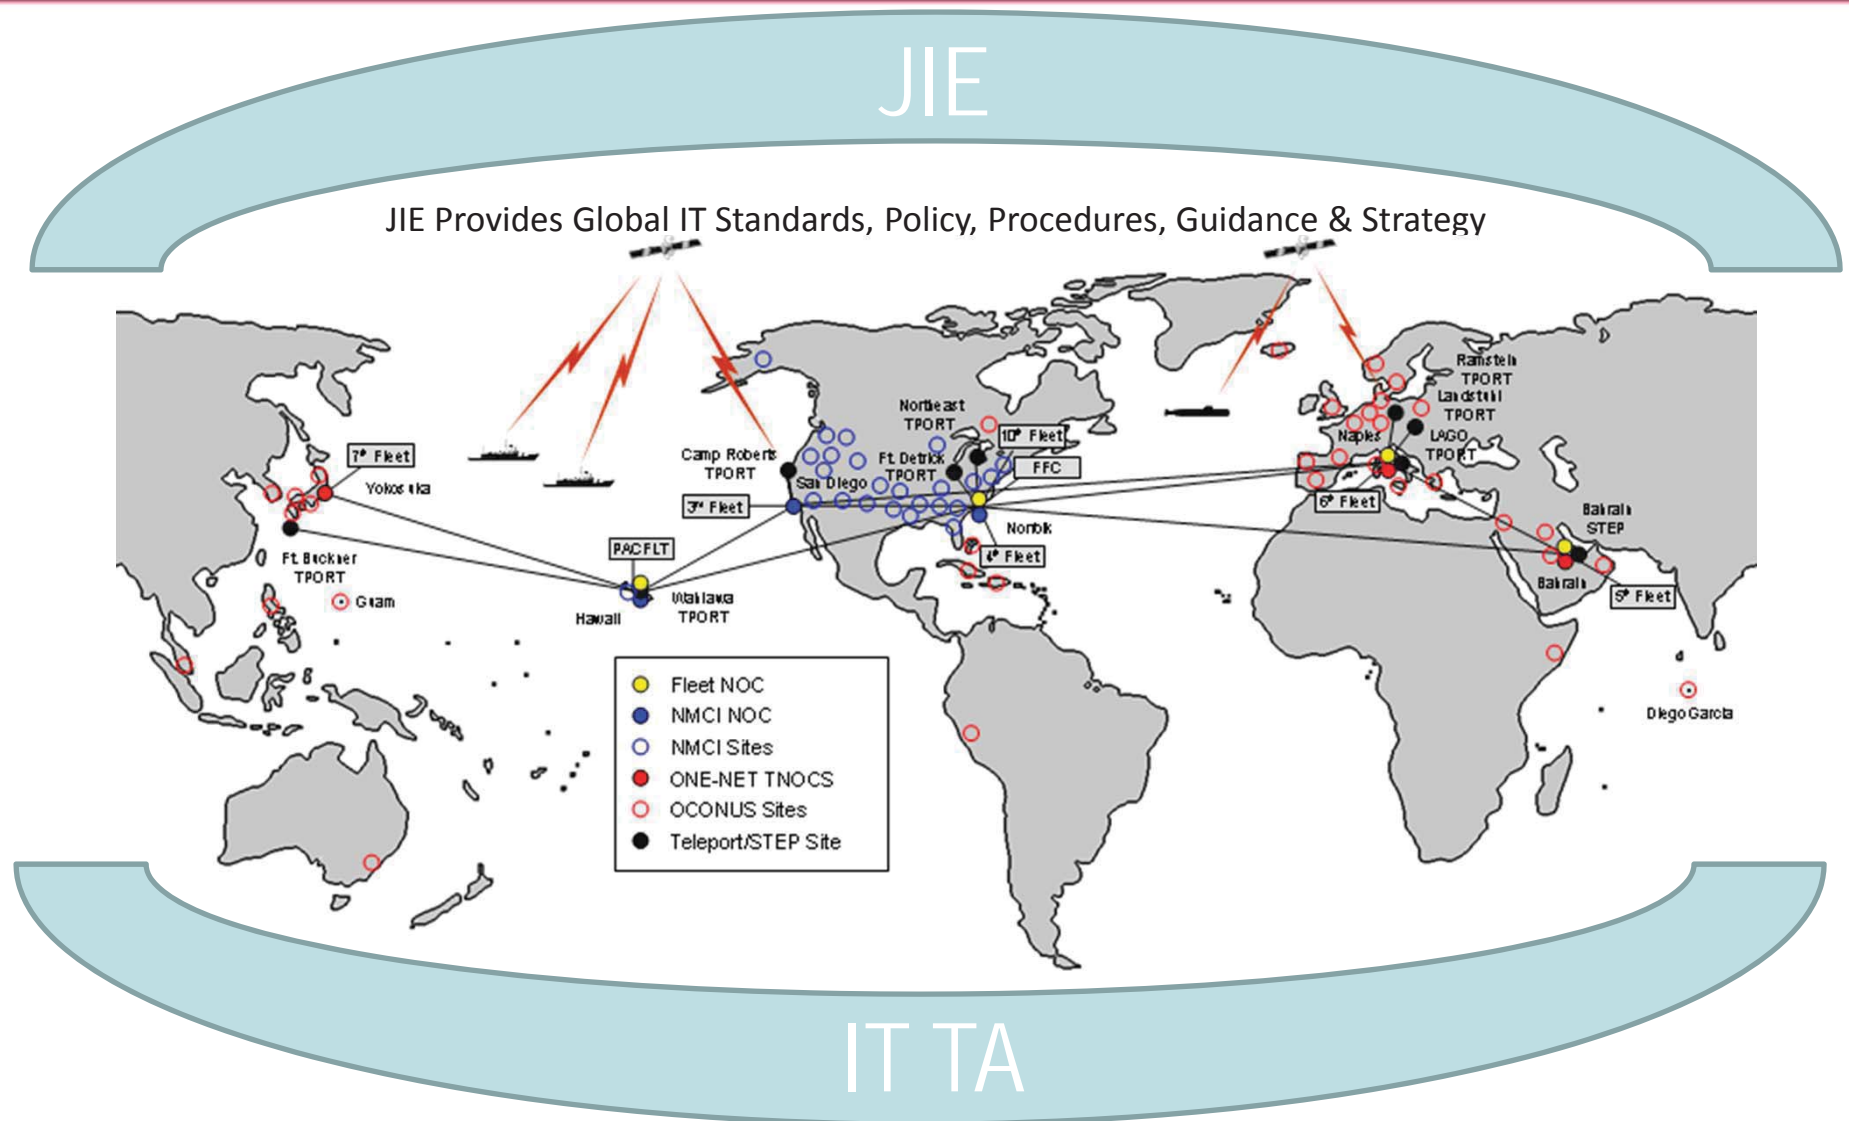 JIE
JIE Provides Global IT Standards, Policy, Procedures, Guidance & Strategy
Ramstein
TPORT
Landstuhl
TPORT
Northeast
TPORT
10th Fleet
Naples
LAGO
TPORT
7th Fleet
Camp Roberts
TPORT
Ft. Detrick
TPORT
FFC
Yokosuka
San Diego
3rd Fleet
6th Fleet
Bahrain
STEP
Norfolk
PACFLT
4th Fleet
Ft. Buckner
TPORT
Bahrain
5th Fleet
Guam
Hawaii
Wahiawa
TPORT
Fleet NOC
NMCI NOC
NMCI Sites
ONE-NET TNOCS
OCONUS Sites
Teleport/STEP Site
Diego Garcia
IT TA